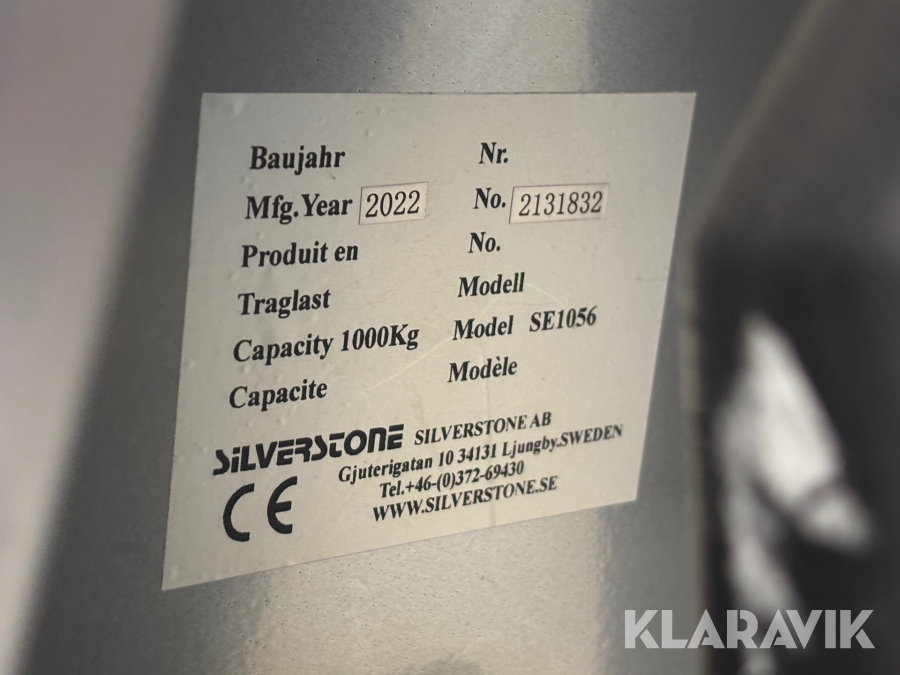 Baujahr Nr.
Mfg.Year 2022 No. 2131832
Produit en No.
Traglast Modell
Capacity 1000Kg Model SE1056
Capacite Modèle
SILVERSTONE SILVERSTONE AB
Gjuterigatan 10 34131 Ljungby.SWEDEN
Tel.+46-(0)372-69430
WWW.SILVERSTONE.SE
CE
KLARAVIK